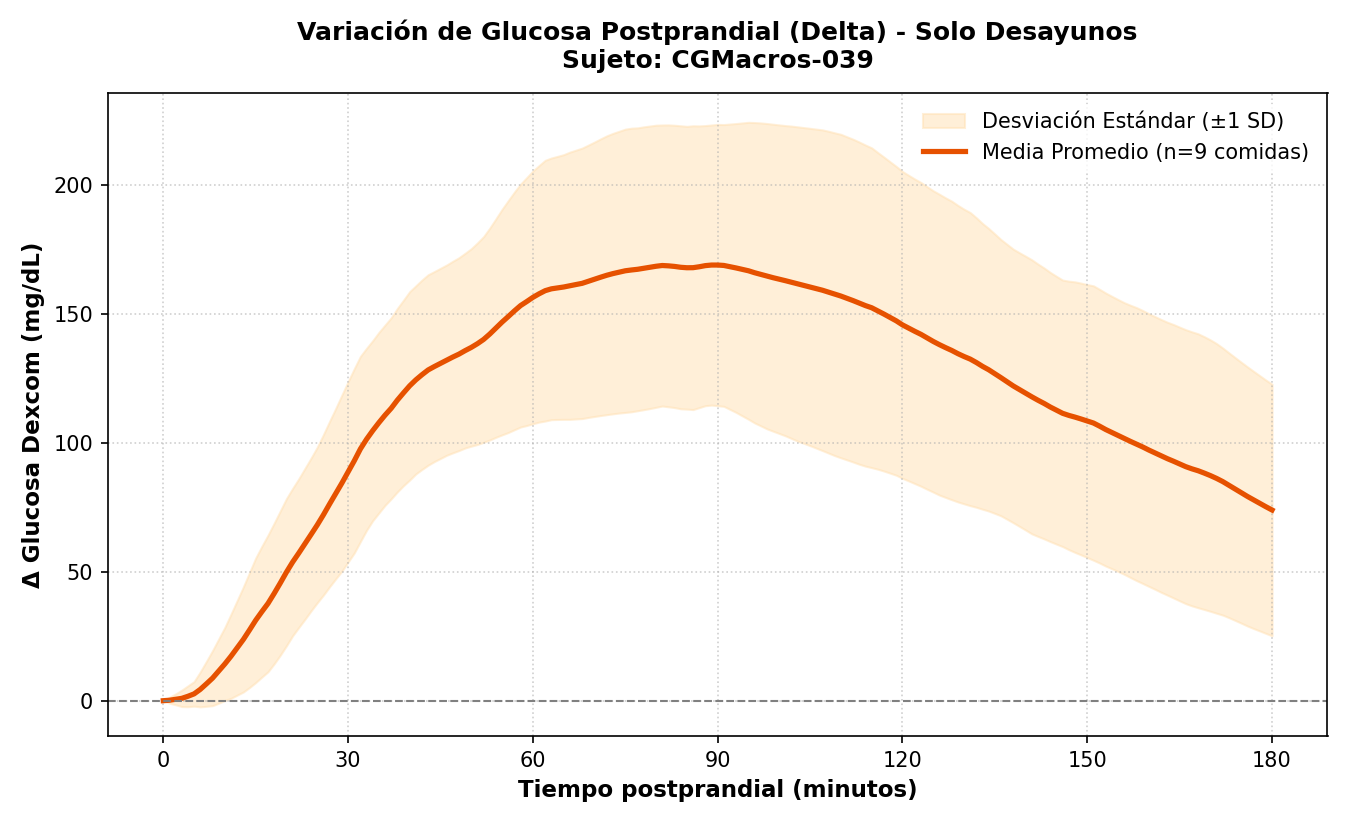 Variación de Glucosa Postprandial (Delta) - Solo Desayunos
Sujeto: CGMacros-039
Desviación Estándar (±1 SD)
Media Promedio (n=9 comidas)
Δ Glucosa Dexcom (mg/dL)
200
150
100
50
0
0 30 60 90 120 150 180
Tiempo postprandial (minutos)